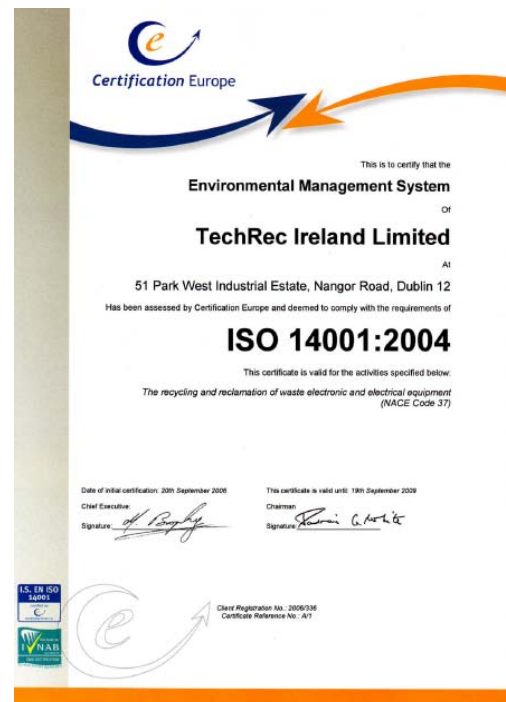 e
Certification Europe
This is to certify that the
Environmental Management System
Of
TechRec Ireland Limited
At
51 Park West Industrial Estate, Nangor Road, Dublin 12
Has been assessed by Certification Europe and deemed to comply with the requirements of
ISO 14001:2004
This certificate is valid for the activities specified below:
The recycling and reclamation of waste electronic and electrical equipment
(NACE Code 37)
Date of initial certification: 20th September 2006
This certificate is valid until: 19th September 2009
Chief Executive:
Chairman
Signature:
Signature:
I.S. EN ISO
14001
e
INAB
e
Client Registration No.: 2006/336
Certificate Reference No.: A/1